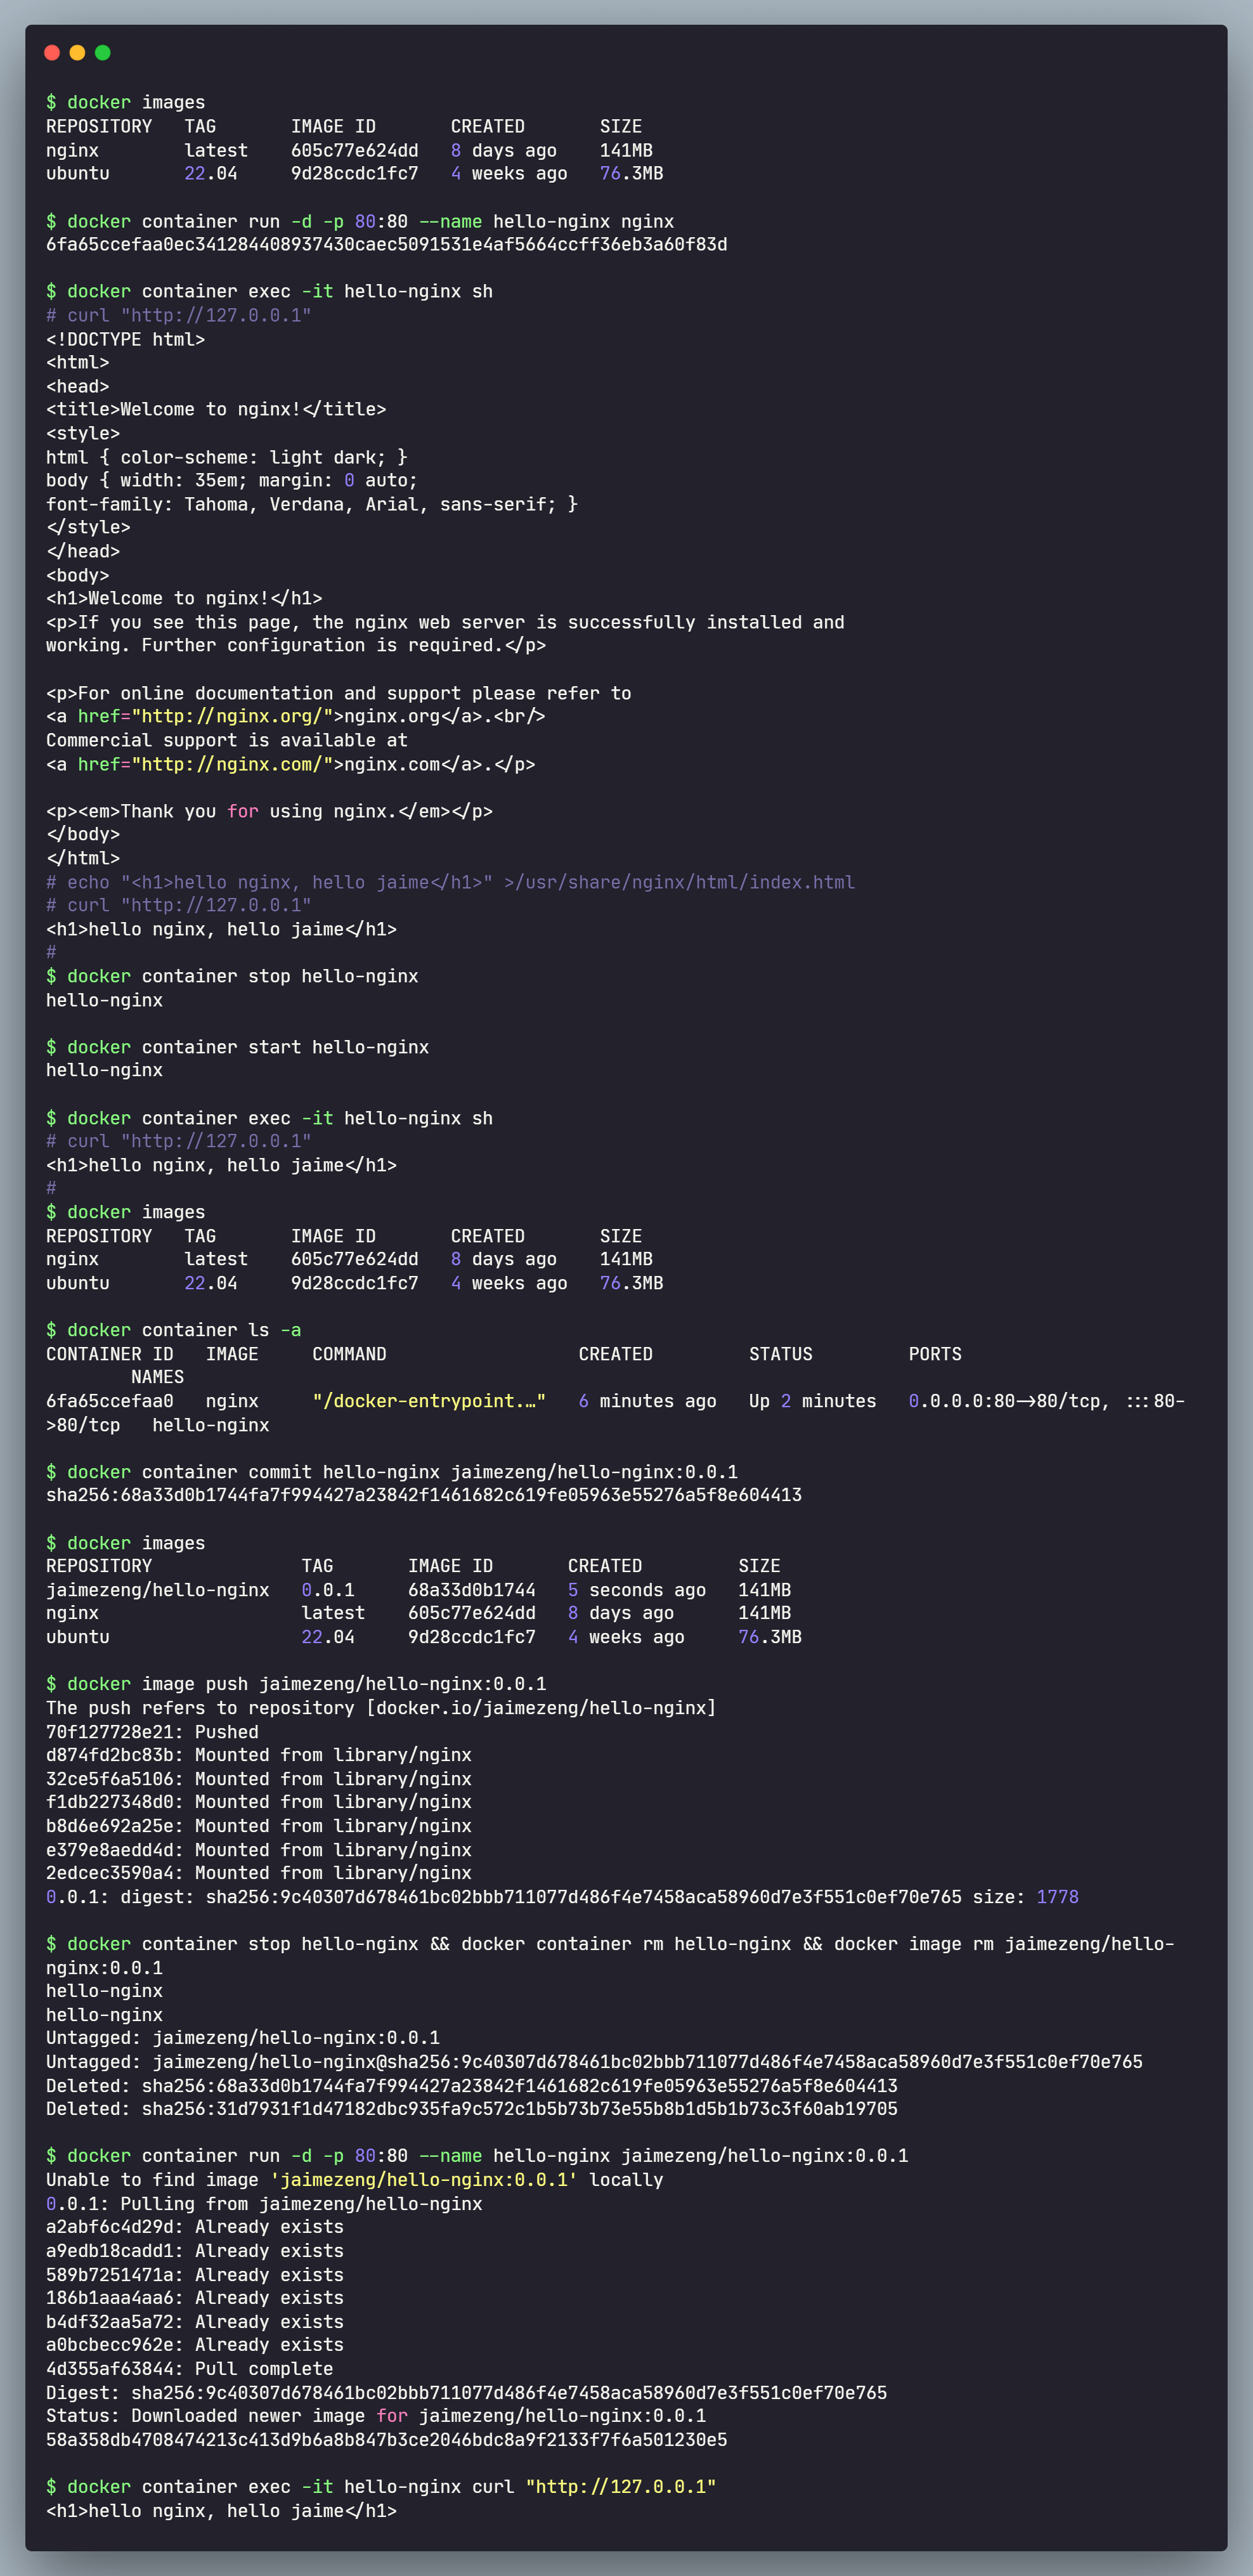 $ docker images
REPOSITORY   TAG       IMAGE ID       CREATED       SIZE
nginx        latest    605c77e624dd   8 days ago    141MB
ubuntu       22.04     9d28ccdc1fc7   4 weeks ago   76.3MB

$ docker container run -d -p 80:80 --name hello-nginx nginx
6fa65ccefaa0ec341284408937430caec5091531e4af5664ccff36eb3a60f83d

$ docker container exec -it hello-nginx sh
# curl "http://127.0.0.1"
<!DOCTYPE html>
<html>
<head>
<title>Welcome to nginx!</title>
<style>
html { color-scheme: light dark; }
body { width: 35em; margin: 0 auto;
font-family: Tahoma, Verdana, Arial, sans-serif; }
</style>
</head>
<body>
<h1>Welcome to nginx!</h1>
<p>If you see this page, the nginx web server is successfully installed and
working. Further configuration is required.</p>

<p>For online documentation and support please refer to
<a href="http://nginx.org/">nginx.org</a>.<br/>
Commercial support is available at
<a href="http://nginx.com/">nginx.com</a>.</p>

<p><em>Thank you for using nginx.</em></p>
</body>
</html>
# echo "<h1>hello nginx, hello jaime</h1>" >/usr/share/nginx/html/index.html
# curl "http://127.0.0.1"
<h1>hello nginx, hello jaime</h1>
#
$ docker container stop hello-nginx
hello-nginx

$ docker container start hello-nginx
hello-nginx

$ docker container exec -it hello-nginx sh
# curl "http://127.0.0.1"
<h1>hello nginx, hello jaime</h1>
#
$ docker images
REPOSITORY   TAG       IMAGE ID       CREATED       SIZE
nginx        latest    605c77e624dd   8 days ago    141MB
ubuntu       22.04     9d28ccdc1fc7   4 weeks ago   76.3MB

$ docker container ls -a
CONTAINER ID   IMAGE     COMMAND                  CREATED         STATUS         PORTS
        NAMES
6fa65ccefaa0   nginx     "/docker-entrypoint.…"   6 minutes ago   Up 2 minutes   0.0.0.0:80->80/tcp, :::80-
>80/tcp   hello-nginx

$ docker container commit hello-nginx jaimezeng/hello-nginx:0.0.1
sha256:68a33d0b1744fa7f994427a23842f1461682c619fe05963e55276a5f8e604413

$ docker images
REPOSITORY              TAG       IMAGE ID       CREATED         SIZE
jaimezeng/hello-nginx   0.0.1     68a33d0b1744   5 seconds ago   141MB
nginx                   latest    605c77e624dd   8 days ago      141MB
ubuntu                  22.04     9d28ccdc1fc7   4 weeks ago     76.3MB

$ docker image push jaimezeng/hello-nginx:0.0.1
The push refers to repository [docker.io/jaimezeng/hello-nginx]
70f127728e21: Pushed
d874fd2bc83b: Mounted from library/nginx
32ce5f6a5106: Mounted from library/nginx
f1db227348d0: Mounted from library/nginx
b8d6e692a25e: Mounted from library/nginx
e379e8aedd4d: Mounted from library/nginx
2edcec3590a4: Mounted from library/nginx
0.0.1: digest: sha256:9c40307d678461bc02bbb711077d486f4e7458aca58960d7e3f551c0ef70e765 size: 1778

$ docker container stop hello-nginx && docker container rm hello-nginx && docker image rm jaimezeng/hello-
nginx:0.0.1
hello-nginx
hello-nginx
Untagged: jaimezeng/hello-nginx:0.0.1
Untagged: jaimezeng/hello-nginx@sha256:9c40307d678461bc02bbb711077d486f4e7458aca58960d7e3f551c0ef70e765
Deleted: sha256:68a33d0b1744fa7f994427a23842f1461682c619fe05963e55276a5f8e604413
Deleted: sha256:31d7931f1d47182dbc935fa9c572c1b5b73b73e55b8b1d5b1b73c3f60ab19705

$ docker container run -d -p 80:80 --name hello-nginx jaimezeng/hello-nginx:0.0.1
Unable to find image 'jaimezeng/hello-nginx:0.0.1' locally
0.0.1: Pulling from jaimezeng/hello-nginx
a2abf6c4d29d: Already exists
a9edb18cadd1: Already exists
589b7251471a: Already exists
186b1aaa4aa6: Already exists
b4df32aa5a72: Already exists
a0bcbecc962e: Already exists
4d355af63844: Pull complete
Digest: sha256:9c40307d678461bc02bbb711077d486f4e7458aca58960d7e3f551c0ef70e765
Status: Downloaded newer image for jaimezeng/hello-nginx:0.0.1
58a358db4708474213c413d9b6a8b847b3ce2046bdc8a9f2133f7f6a501230e5

$ docker container exec -it hello-nginx curl "http://127.0.0.1"
<h1>hello nginx, hello jaime</h1>